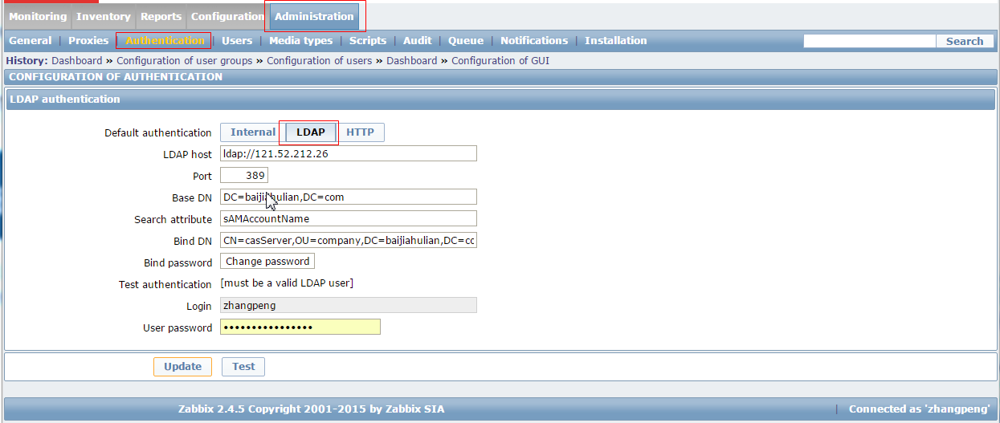 Monitoring Inventory Reports Configuration Administration
General | Proxies | Authentication | Users | Media types | Scripts | Audit | Queue | Notifications | Installation Search
History: Dashboard » Configuration of user groups » Configuration of users » Dashboard » Configuration of GUI
CONFIGURATION OF AUTHENTICATION
LDAP authentication
Default authentication Internal LDAP HTTP
LDAP host ldap://121.52.212.26
Port 389
Base DN DC=baijiahulian,DC=com
Search attribute sAMAccountName
Bind DN CN=casServer,OU=company,DC=baijiahulian,DC=cc
Bind password Change password
Test authentication [must be a valid LDAP user]
Login zhangpeng
User password ••••••••••••••••
Update Test
Zabbix 2.4.5 Copyright 2001-2015 by Zabbix SIA | Connected as 'zhangpeng'